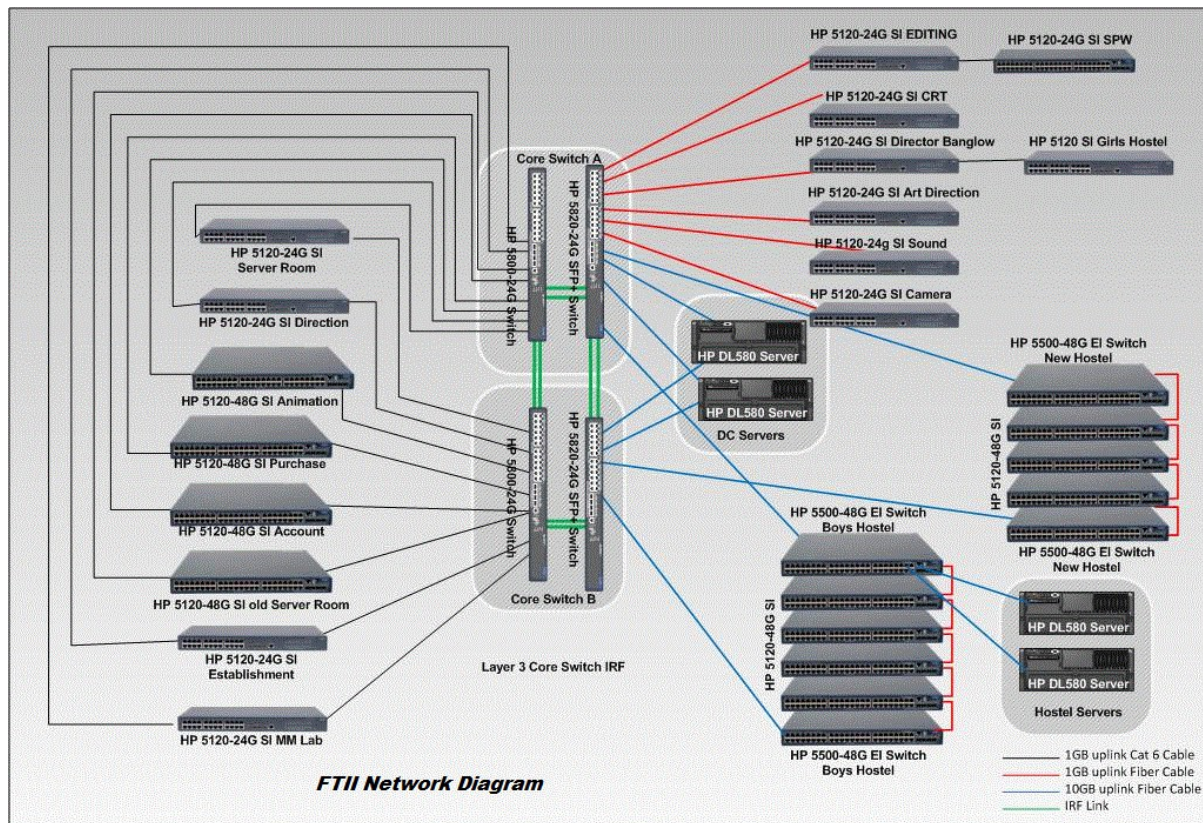 HP 5120-24G SI EDITING
HP 5120-24G SI SPW
HP 5120-24G SI CRT
HP 5120-24G SI Director Banglow
HP 5120 SI Girls Hostel
HP 5120-24G SI Art Direction
HP 5120-24g SI Sound
HP 5120-24G SI Camera
Core Switch A
HP 5800-24G Switch
HP 5820-24G SFP+ Switch
HP 5120-24G SI
Server Room
HP 5120-24G SI Direction
HP 5120-48G SI Animation
HP 5120-48G SI Purchase
HP 5120-48G SI Account
HP 5120-48G SI old Server Room
HP 5120-24G SI
Establishment
HP 5120-24G SI MM Lab
HP 5800-24G Switch
HP 5820-24G SFP+ Switch
Core Switch B
Layer 3 Core Switch IRF
HP DL580 Server
HP DL580 Server
DC Servers
HP 5500-48G EI Switch
New Hostel
HP 5120-48G SI
HP 5500-48G EI Switch
New Hostel
HP 5500-48G EI Switch
Boys Hostel
HP 5120-48G SI
HP 5500-48G EI Switch
Boys Hostel
HP DL580 Server
HP DL580 Server
Hostel Servers
1GB uplink Cat 6 Cable
1GB uplink Fiber Cable
10GB uplink Fiber Cable
IRF Link
FTII Network Diagram